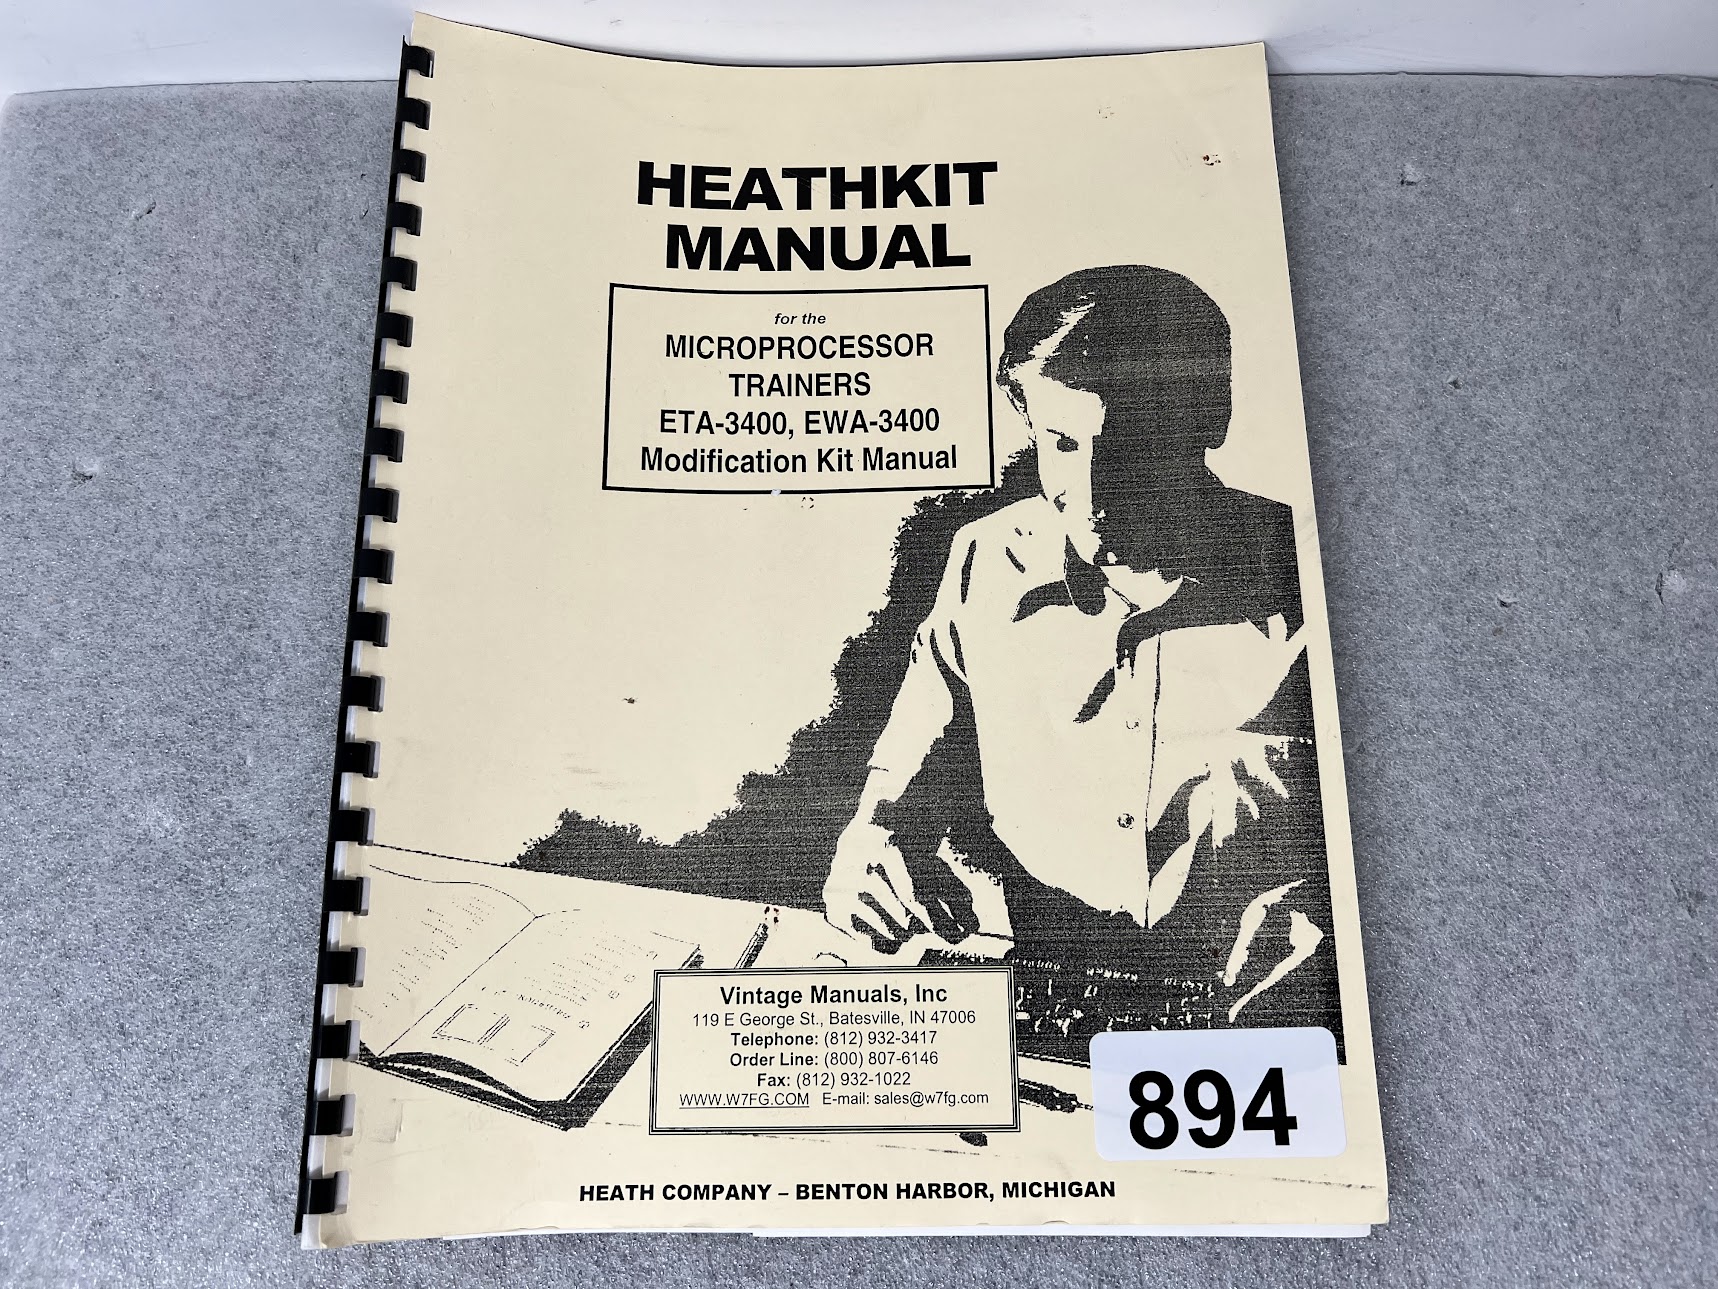 HEATHKIT
MANUAL
for the
MICROPROCESSOR
TRAINERS
ETA-3400, EWA-3400
Modification Kit Manual
Vintage Manuals, Inc
119 E George St., Batesville, IN 47006
Telephone: (812) 932-3417
Order Line: (800) 807-6146
Fax: (812) 932-1022
WWW.W7FG.COM E-mail: sales@w7fg.com
894
HEATH COMPANY – BENTON HARBOR, MICHIGAN